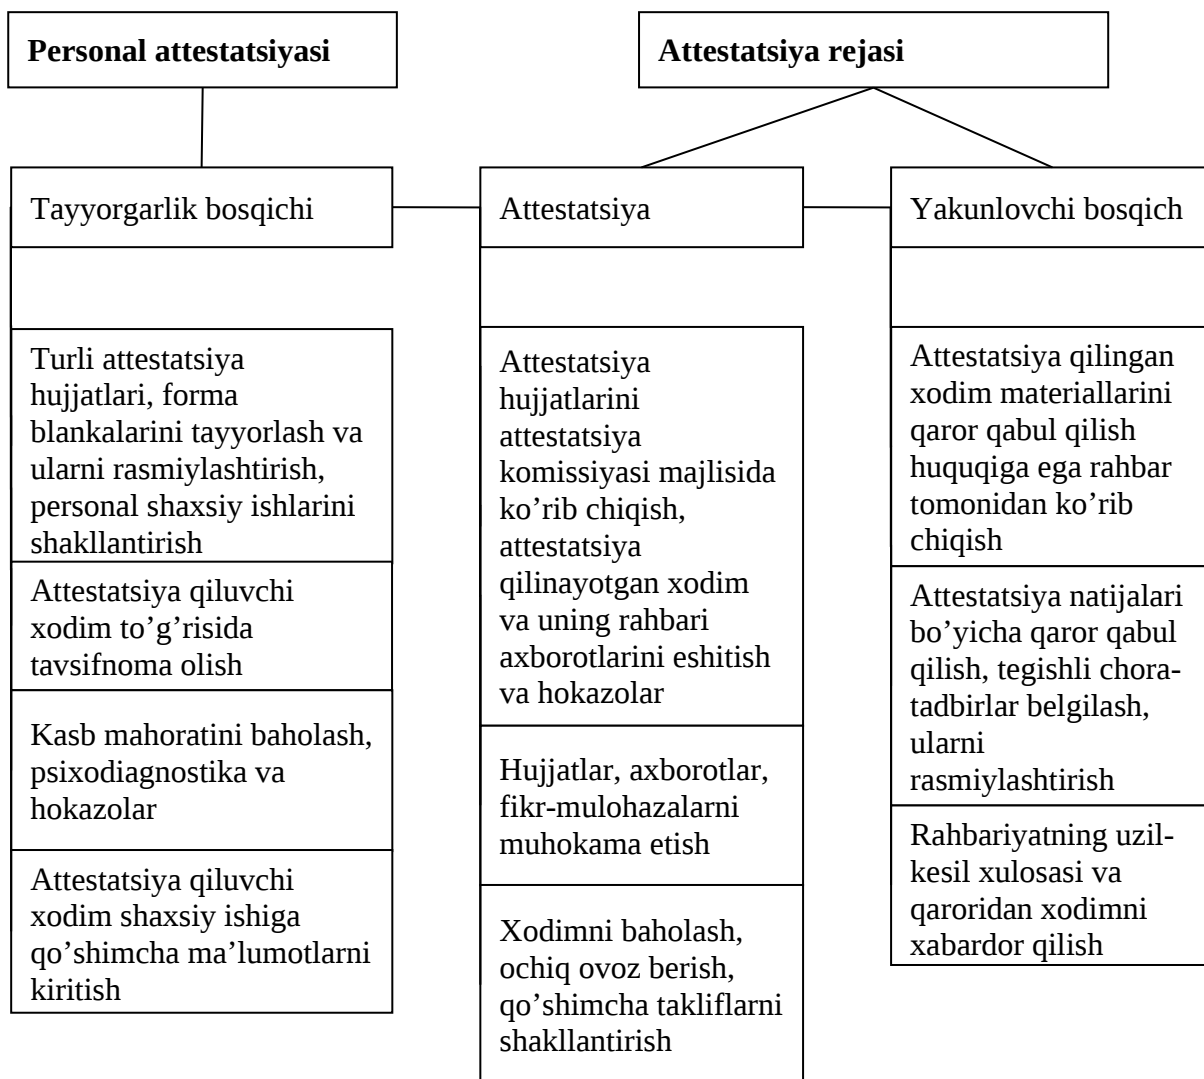 Personal attestatsiyasi
Attestatsiya rejasi
Tayyorgarlik bosqichi
Attestatsiya
Yakunlovchi bosqich
Turli attestatsiya
hujjatlari, forma
blankalarini tayyorlash va
ularni rasmiylashtirish,
personal shaxsiy ishlarini
shakllantirish
Attestatsiya qiluvchi
xodim to’g’risida
tavsifnoma olish
Kasb mahoratini baholash,
psixodiagnostika va
hokazolar
Attestatsiya qiluvchi
xodim shaxsiy ishiga
qo’shimcha ma’lumotlarni
kiritish
Attestatsiya
hujjatlarini
attestatsiya
komissiyasi majlisida
ko’rib chiqish,
attestatsiya
qilinayotgan xodim
va uning rahbari
axborotlarini eshitish
va hokazolar
Hujjatlar, axborotlar,
fikr-mulohazalarni
muhokama etish
Xodimni baholash,
ochiq ovoz berish,
qo’shimcha takliflarni
shakllantirish
Attestatsiya qilingan
xodim materiallarini
qaror qabul qilish
huquqiga ega rahbar
tomonidan ko’rib
chiqish
Attestatsiya natijalari
bo’yicha qaror qabul
qilish, tegishli chora-
tadbirlar belgilash,
ularni
rasmiylashtirish
Rahbariyatning uzil-
kesil xulosasi va
qaroridan xodimni
xabardor qilish